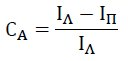 C_A = (I_Λ − I_Π) / I_Λ